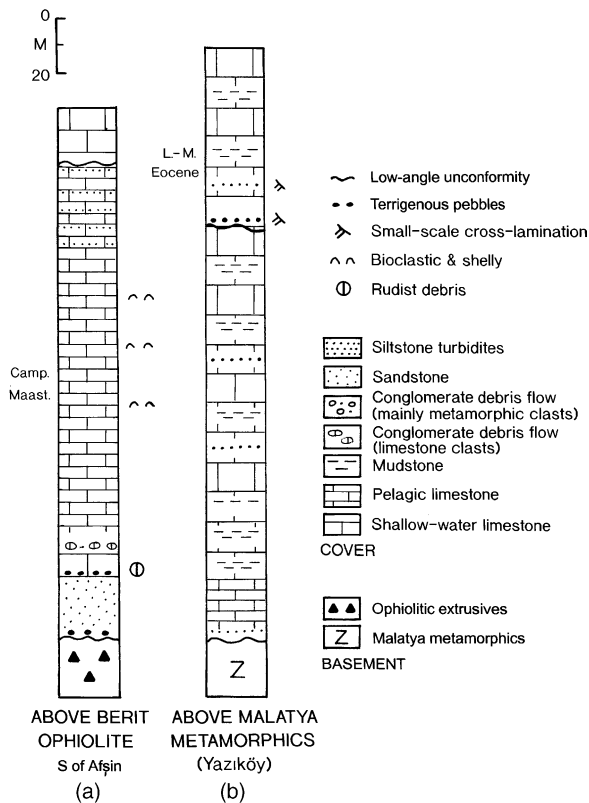 0
M
20
L.-M.
Eocene
Camp.
Maast.
Low-angle unconformity
Terrigenous pebbles
Small-scale cross-lamination
Bioclastic & shelly
Rudist debris
Siltstone turbidites
Sandstone
Conglomerate debris flow
(mainly metamorphic clasts)
Conglomerate debris flow
(limestone clasts)
Mudstone
Pelagic limestone
Shallow-water limestone
COVER
Ophiolitic extrusives
Z
Malatya metamorphics
BASEMENT
Z
ABOVE BERIT
OPHIOLITE
S of Afşin
(a)
ABOVE MALATYA
METAMORPHICS
(Yazıköy)
(b)